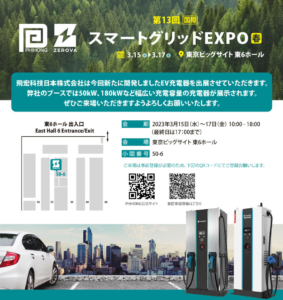 第13回 国際
PHIHONG ZEROVA
スマートグリッドEXPO 春
3.15 水 ▶ 3.17 金 東京ビッグサイト 東6ホール
飛宏科技日本株式会社は今回新たに開発しましたEV充電器を出展させていただきます。
弊社のブースでは50kW、180kWなど幅広い充電容量の充電器が展示されます。
ぜひご来場いただきますようよろしくお願いいたします。
東6ホール 出入口
East Hall 6 Entrance/Exit
ZEROVA
50-6
会期 2023年3月15日(水)〜17日(金) 10:00 - 18:00
(最終日は17:00まで)
会場 東京ビッグサイト 東6ホール
小間番号 50-6